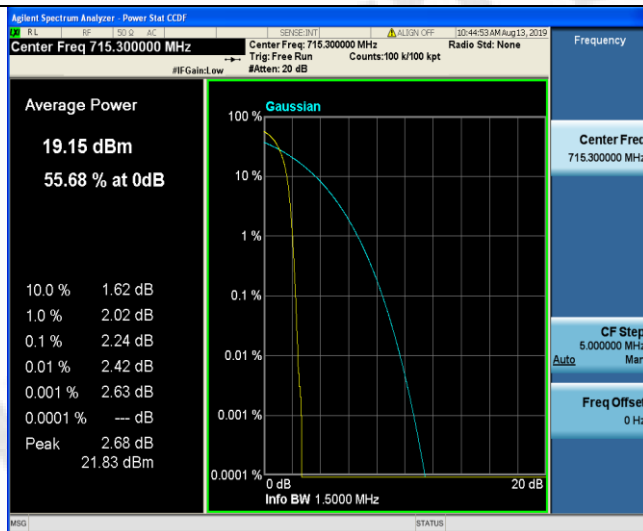 Agilent Spectrum Analyzer - Power Stat CCDF
RL RF 50 Ω AC SENSE:INT ALIGN OFF 10:44:53 AM Aug 13, 2019
Center Freq 715.300000 MHz
Center Freq: 715.300000 MHz Radio Std: None
Trig: Free Run Counts:100 k/100 kpt
#IFGain:Low #Atten: 20 dB
Frequency
Average Power
19.15 dBm
55.68 % at 0dB
10.0 % 1.62 dB
1.0 % 2.02 dB
0.1 % 2.24 dB
0.01 % 2.42 dB
0.001 % 2.63 dB
0.0001 % --- dB
Peak 2.68 dB
21.83 dBm
Gaussian
100 %
10 %
1 %
0.1 %
0.01 %
0.001 %
0.0001 %
0 dB 20 dB
Info BW 1.5000 MHz
Center Freq
715.300000 MHz
CF Step
5.000000 MHz
Auto Man
Freq Offset
0 Hz
MSG STATUS